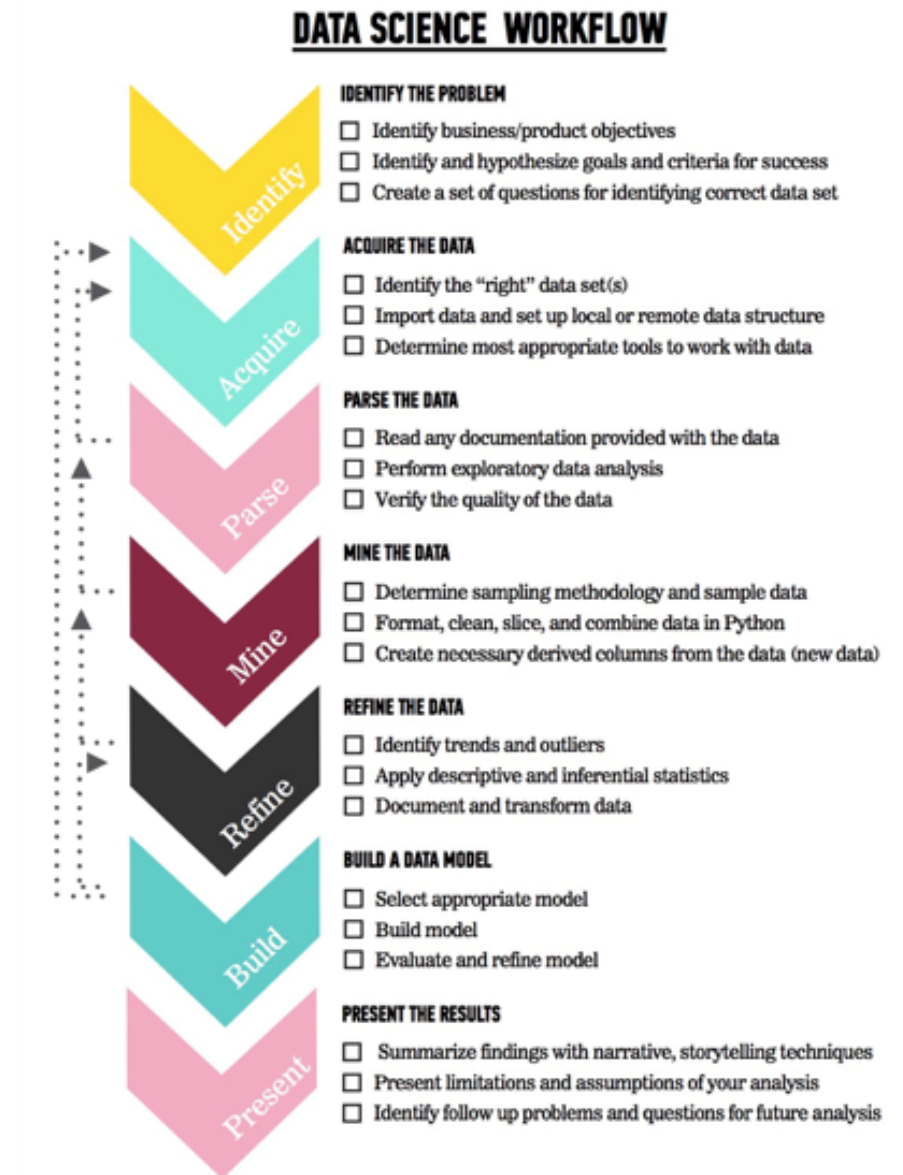 DATA SCIENCE WORKFLOW
IDENTIFY THE PROBLEM
Identify business/product objectives
Identify and hypothesize goals and criteria for success
Create a set of questions for identifying correct data set
Identify
ACQUIRE THE DATA
Identify the “right” data set(s)
Import data and set up local or remote data structure
Determine most appropriate tools to work with data
Acquire
PARSE THE DATA
Read any documentation provided with the data
Perform exploratory data analysis
Verify the quality of the data
Parse
MINE THE DATA
Determine sampling methodology and sample data
Format, clean, slice, and combine data in Python
Create necessary derived columns from the data (new data)
Mine
REFINE THE DATA
Identify trends and outliers
Apply descriptive and inferential statistics
Document and transform data
Refine
BUILD A DATA MODEL
Select appropriate model
Build model
Evaluate and refine model
Build
PRESENT THE RESULTS
Summarize findings with narrative, storytelling techniques
Present limitations and assumptions of your analysis
Identify follow up problems and questions for future analysis
Present